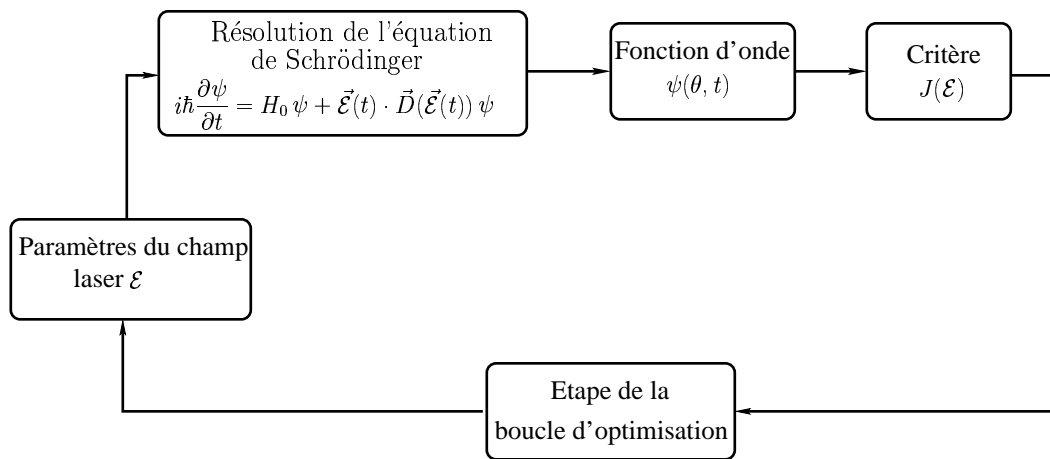 Résolution de l'équation
de Schrödinger
iℏ ∂ψ/∂t = H₀ ψ + ℰ⃗(t) · D⃗(ℰ⃗(t)) ψ
Fonction d'onde
ψ(θ, t)
Critère
J(ℰ)
Paramètres du champ
laser ℰ
Etape de la
boucle d'optimisation